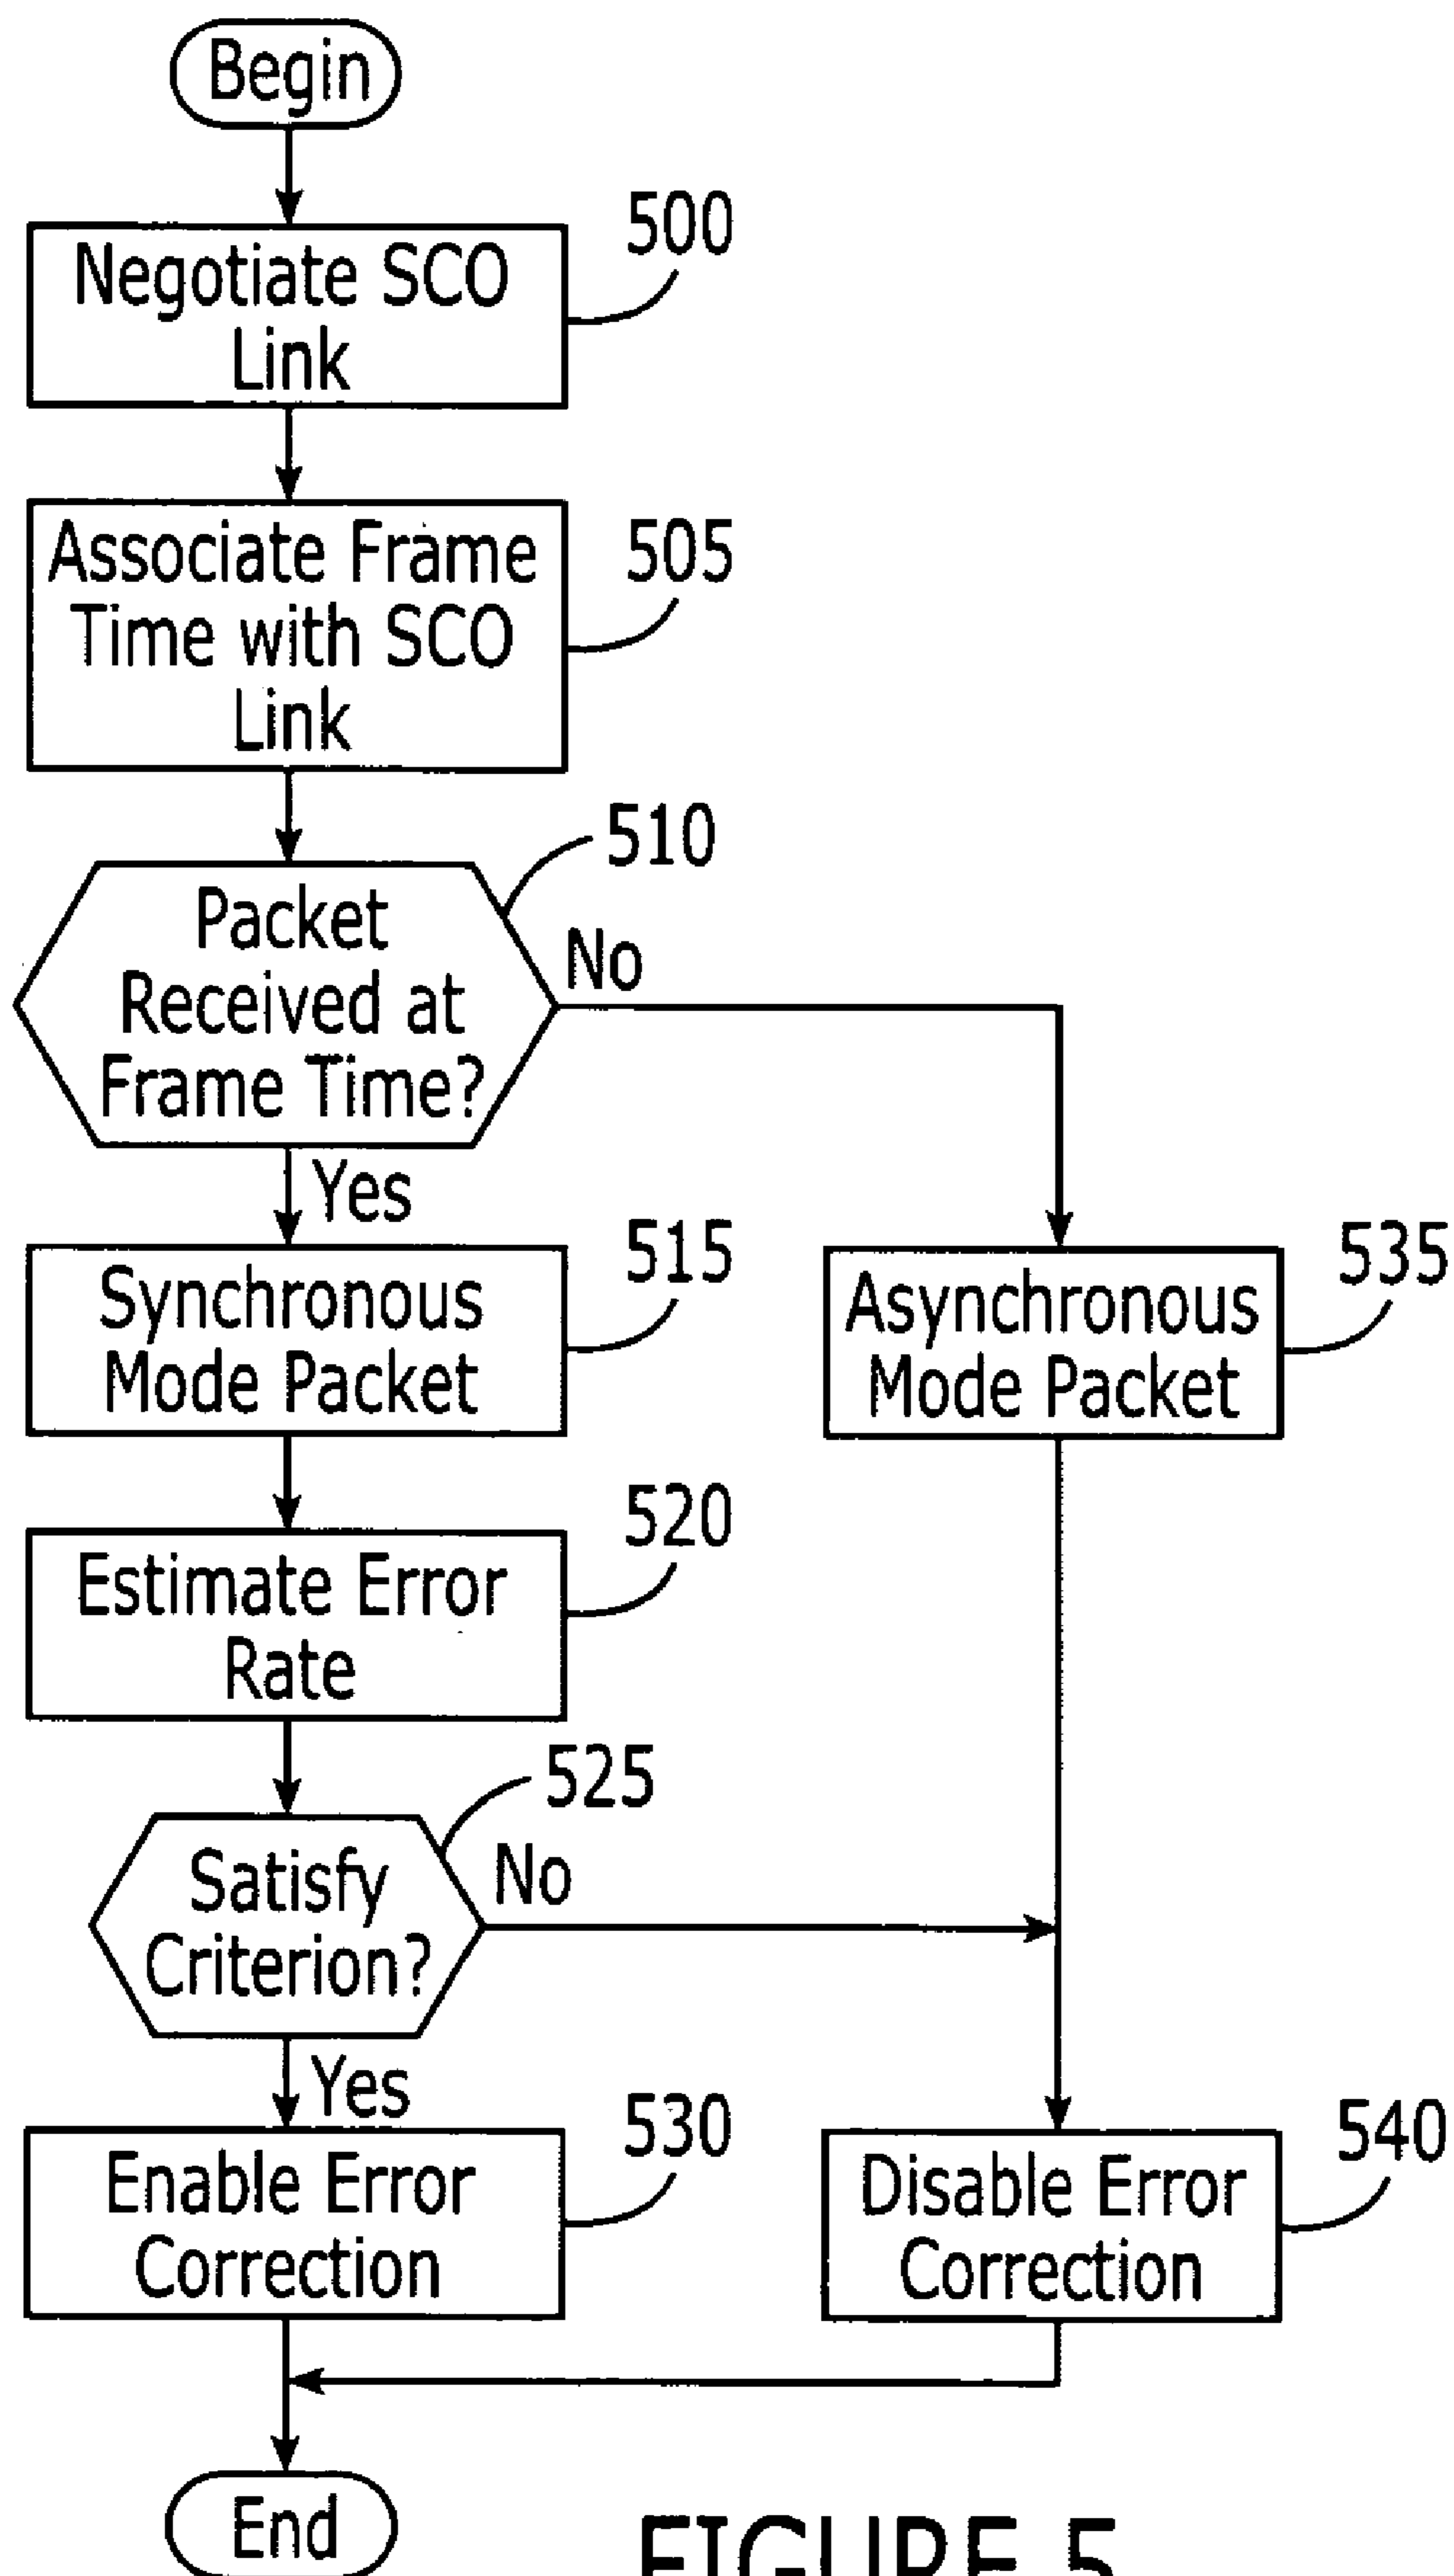 Begin
500
Negotiate SCO
Link
505
Associate Frame
Time with SCO
Link
510
Packet
Received at
Frame Time?
No
Yes
515
Synchronous
Mode Packet
535
Asynchronous
Mode Packet
520
Estimate Error
Rate
525
Satisfy
Criterion?
No
Yes
530
Enable Error
Correction
540
Disable Error
Correction
End
FIGURE 5